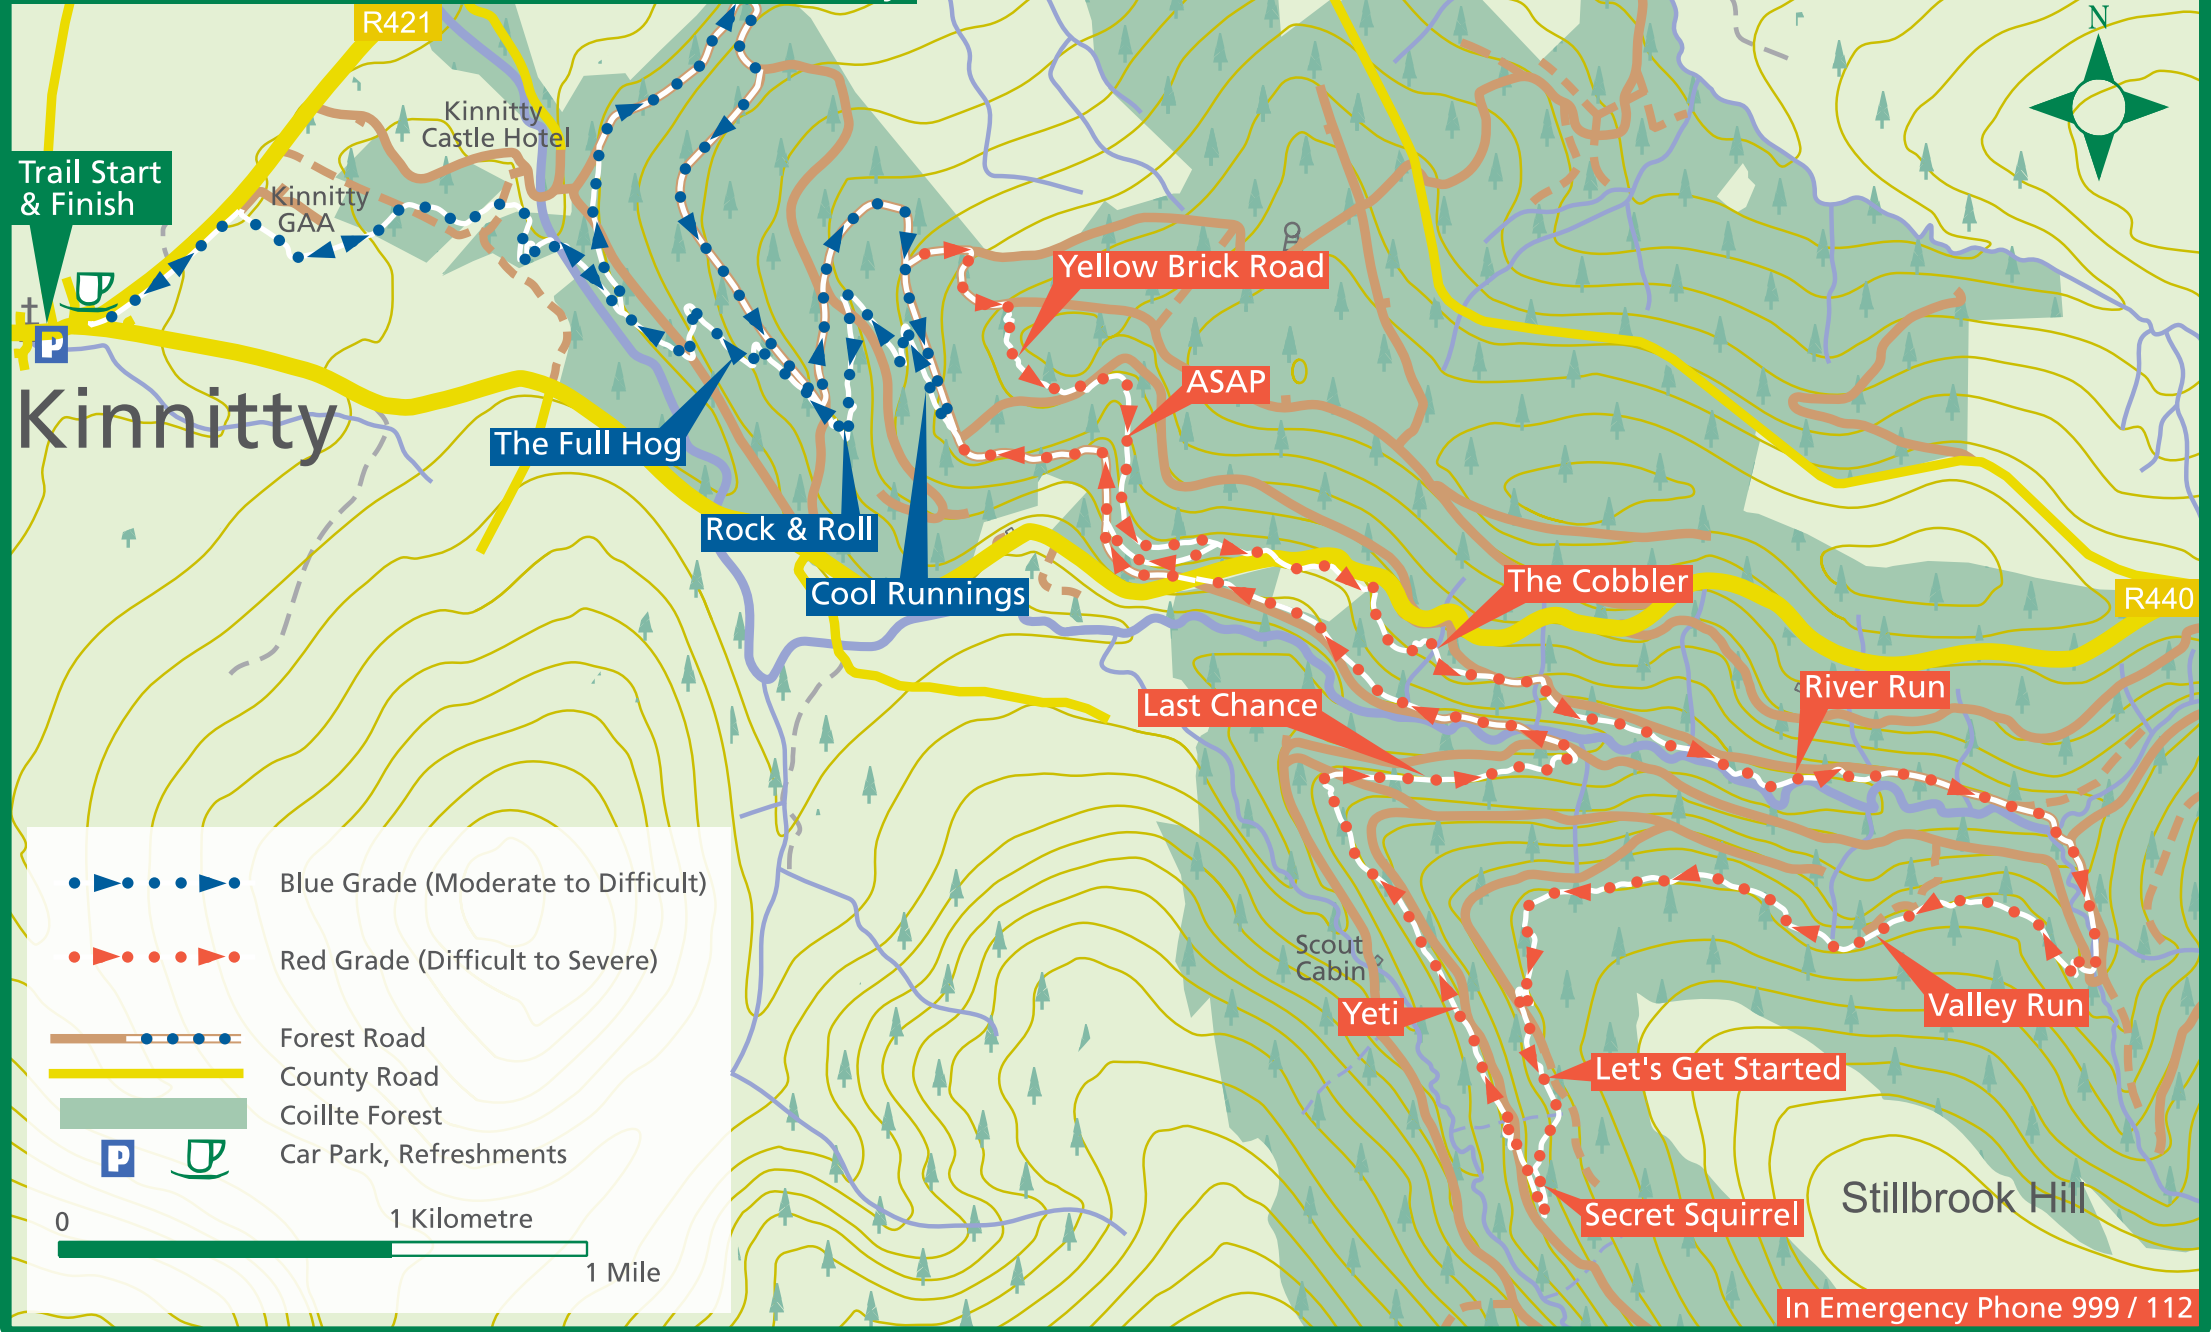 R421
N
Kinnitty
Castle Hotel
Trail Start
& Finish
Kinnitty
GAA
Yellow Brick Road
P
ASAP
Kinnitty
The Full Hog
Rock & Roll
Cool Runnings
The Cobbler
R440
River Run
Last Chance
Blue Grade (Moderate to Difficult)
Red Grade (Difficult to Severe)
Scout
Cabin
Yeti
Valley Run
Forest Road
County Road
Let's Get Started
Coillte Forest
P
Car Park, Refreshments
Stillbrook Hill
Secret Squirrel
0
1 Kilometre
1 Mile
In Emergency Phone 999 / 112